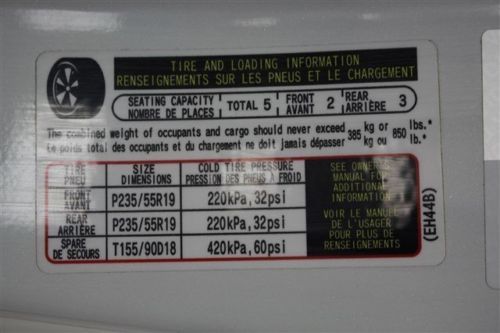 TIRE AND LOADING INFORMATION
RENSEIGNEMENTS SUR LES PNEUS ET LE CHARGEMENT
SEATING CAPACITY
NOMBRE DE PLACES
TOTAL 5
FRONT
AVANT
2
REAR
ARRIÈRE
3
The combined weight of occupants and cargo should never exceed 385 kg or 850 lbs.*
Le poids total des occupants et du chargement ne doit jamais dépasser 385 kg ou 850 lb.*
TIRE
PNEU
SIZE
DIMENSIONS
COLD TIRE PRESSURE
PRESSION DES PNEUS À FROID
FRONT
AVANT
P235/55R19
220kPa,32psi
REAR
ARRIÈRE
P235/55R19
220kPa,32psi
SPARE
DE SECOURS
T155/90D18
420kPa,60psi
SEE OWNER'S
MANUAL FOR
ADDITIONAL
INFORMATION
VOIR LE MANUEL
DE L'USAGER
POUR PLUS DE
RENSEIGNEMENTS
(EH44B)